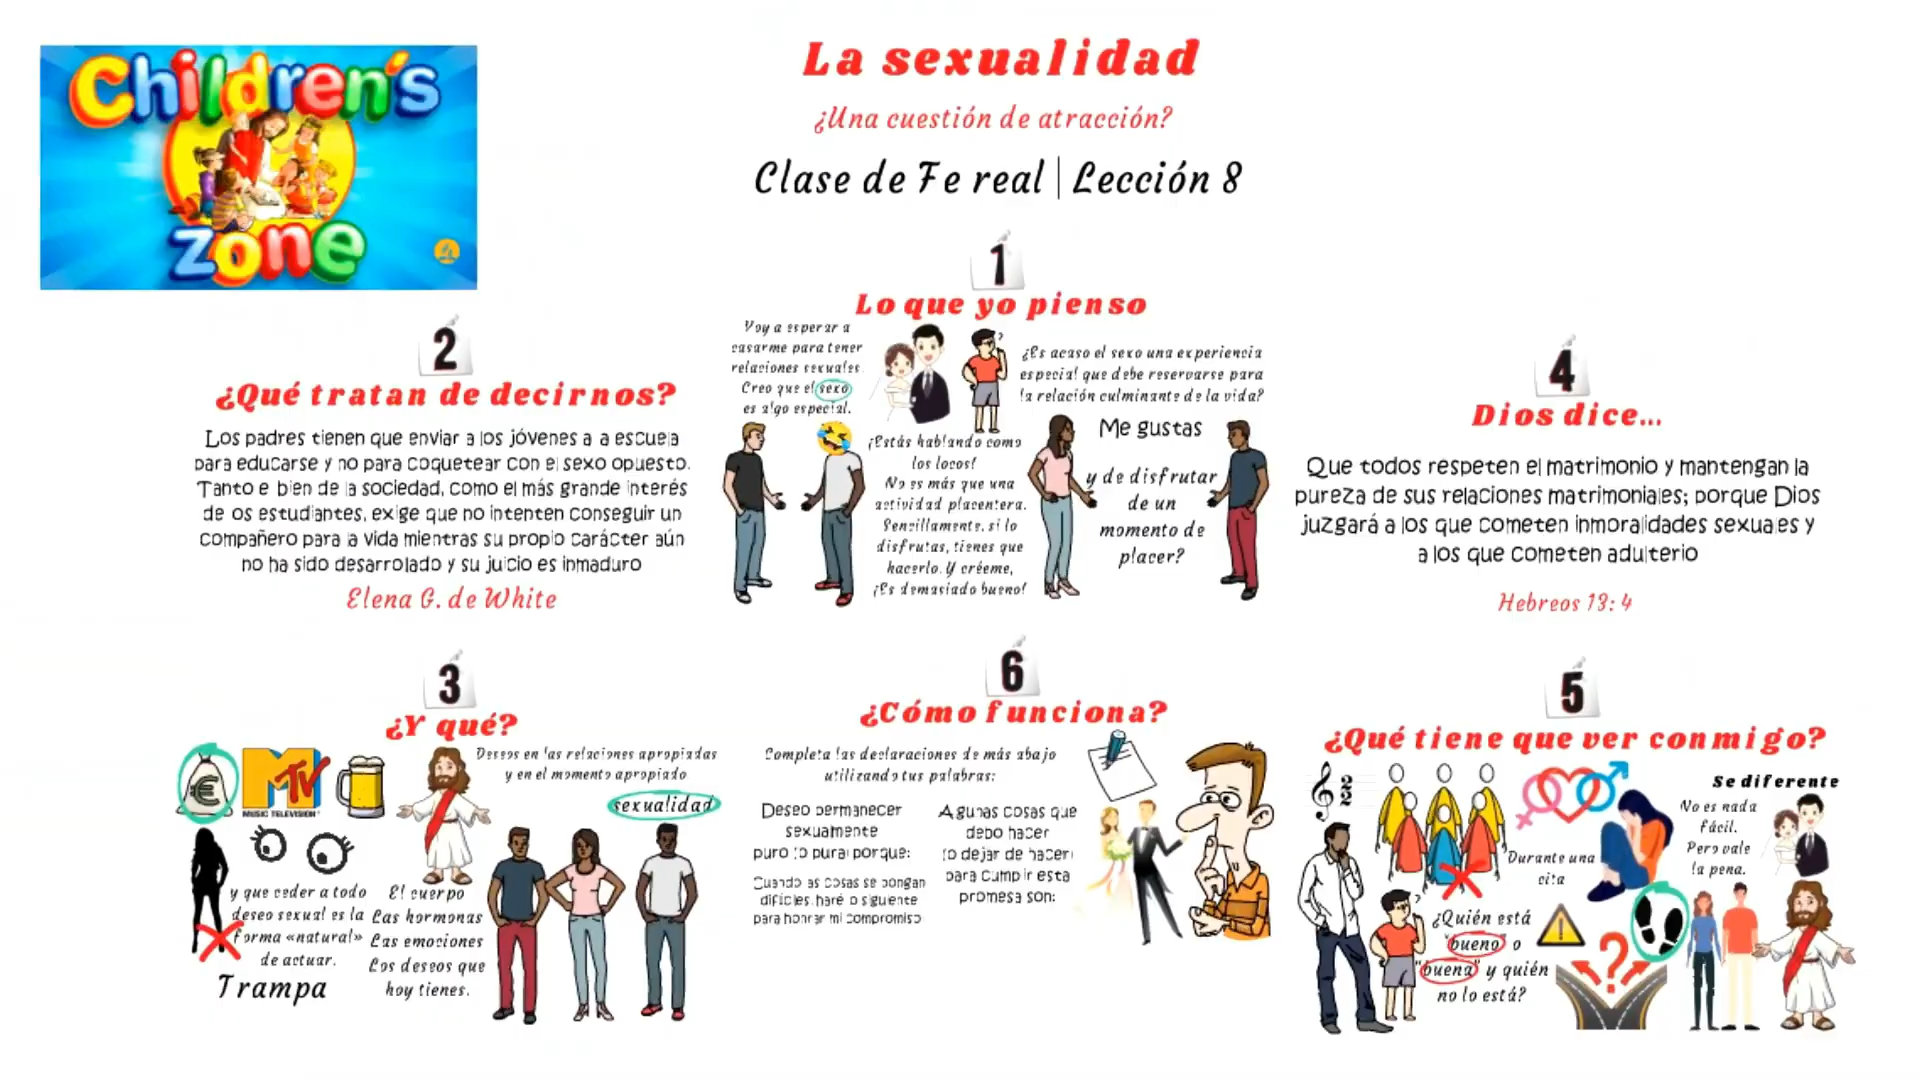 Children's
zone
La sexualidad
¿Una cuestión de atracción?
Clase de Fe real | Lección 8
1
Lo que yo pienso
Voy a esperar a
casarme para tener
relaciones sexuales.
Creo que el sexo
es algo especial.
¿Es acaso el sexo una experiencia
especial que debe reservarse para
la relación culminante de la vida?
¡Estás hablando como
los locos!
No es más que una
actividad placentera.
Sencillamente, si lo
disfrutas, tienes que
hacerlo. Y créeme,
¡Es demasiado bueno!
Me gustas
y de disfrutar
de un
momento de
placer?
2
¿Qué tratan de decirnos?
Los padres tienen que enviar a los jóvenes a a escuela
para educarse y no para coquetear con el sexo opuesto.
Tanto e bien de la sociedad, como el más grande interés
de os estudiantes, exige que no intenten conseguir un
compañero para la vida mientras su propio carácter aún
no ha sido desarrollado y su juicio es inmaduro
Elena G. de White
3
¿Y qué?
€
MTV
MUSIC TELEVISION
Deseos en las relaciones apropiadas
y en el momento apropiado
sexualidad
y que ceder a todo
deseo sexual es la
forma «natural»
de actuar.
Trampa
El cuerpo
Las hormonas
Las emociones
Los deseos que
hoy tienes.
4
Dios dice...
Que todos respeten el matrimonio y mantengan la
pureza de sus relaciones matrimoniales; porque Dios
juzgará a los que cometen inmoralidades sexuales y
a los que cometen adulterio
Hebreos 13: 4
5
¿Qué tiene que ver conmigo?
Durante una
cita
Se diferente
No es nada
fácil.
Pero vale
la pena.
¿Quién está
"bueno" o
"buena" y quién
no lo está?
?
6
¿Cómo funciona?
Completa las declaraciones de más abajo
utilizando tus palabras:
Deseo permanecer
sexualmente
puro (o pura) porque:
Cuando as cosas se pongan
difíciles, haré o siguiente
para honrar mi compromiso
A gunas cosas que
debo hacer
(o dejar de hacer)
para cump ir esta
promesa son: